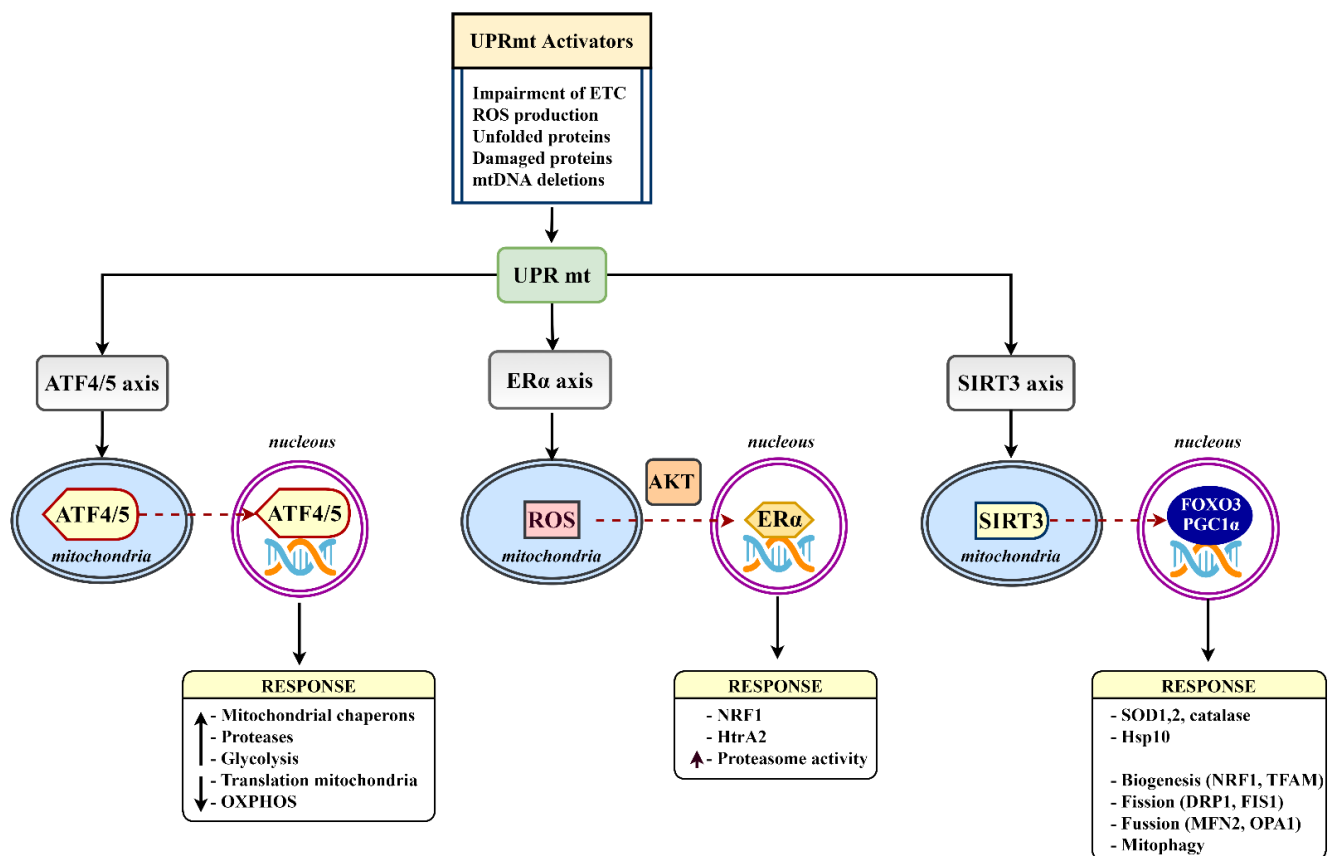 UPRmt Activators
Impairment of ETC
ROS production
Unfolded proteins
Damaged proteins
mtDNA deletions
UPR mt
ATF4/5 axis
ERα axis
SIRT3 axis
nucleous
ATF4/5
mitochondria
ATF4/5
nucleous
AKT
ROS
mitochondria
ERα
nucleous
SIRT3
mitochondria
FOXO3
PGC1α
RESPONSE
- Mitochondrial chaperons
- Proteases
- Glycolysis
- Translation mitochondria
- OXPHOS
RESPONSE
- NRF1
- HtrA2
- Proteasome activity
RESPONSE
- SOD1,2, catalase
- Hsp10
- Biogenesis (NRF1, TFAM)
- Fission (DRP1, FIS1)
- Fussion (MFN2, OPA1)
- Mitophagy